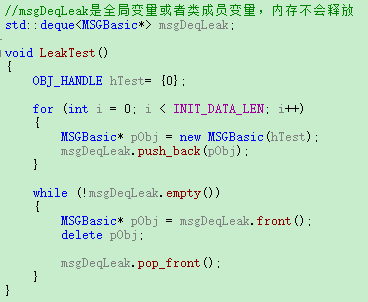 //msgDeqLeak是全局变量或者类成员变量，内存不会释放
std::deque<MSGBasic*> msgDeqLeak;
void LeakTest()
{
OBJ_HANDLE hTest= {0};
for (int i = 0; i < INIT_DATA_LEN; i++)
{
MSGBasic* pObj = new MSGBasic(hTest);
msgDeqLeak.push_back(pObj);
}
while (!msgDeqLeak.empty())
{
MSGBasic* pObj = msgDeqLeak.front();
delete pObj;
msgDeqLeak.pop_front();
}
}